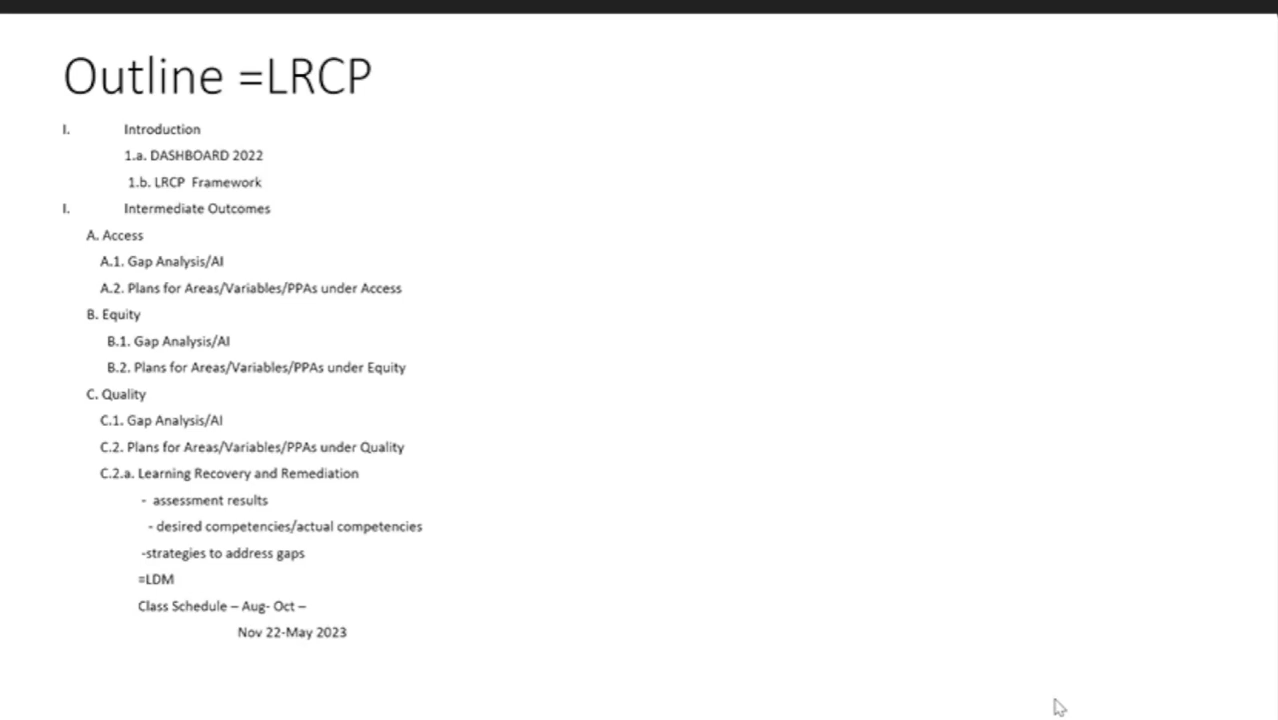 Outline =LRCP
I. Introduction
1.a. DASHBOARD 2022
1.b. LRCP Framework
I. Intermediate Outcomes
A. Access
A.1. Gap Analysis/AI
A.2. Plans for Areas/Variables/PPAs under Access
B. Equity
B.1. Gap Analysis/AI
B.2. Plans for Areas/Variables/PPAs under Equity
C. Quality
C.1. Gap Analysis/AI
C.2. Plans for Areas/Variables/PPAs under Quality
C.2.a. Learning Recovery and Remediation
- assessment results
- desired competencies/actual competencies
-strategies to address gaps
=LDM
Class Schedule – Aug- Oct –
Nov 22-May 2023